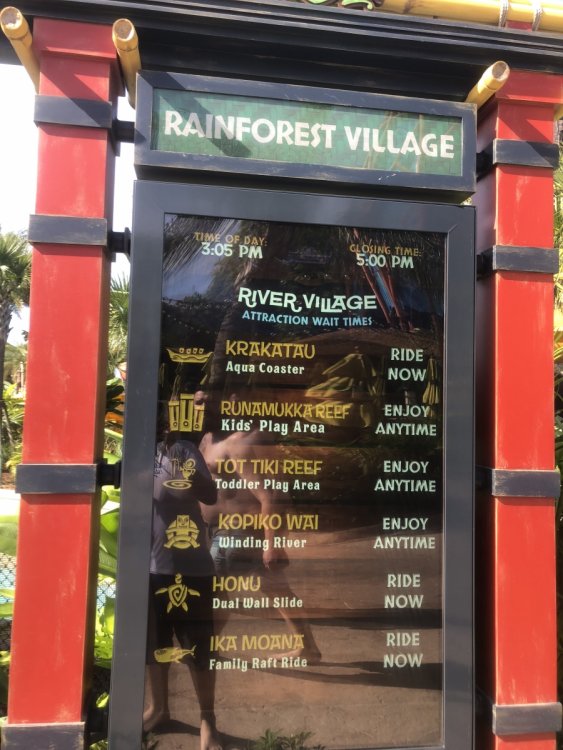 RAINFOREST VILLAGE
TIME OF DAY:
3:05 PM
CLOSING TIME:
5:00 PM
RIVER VILLAGE
ATTRACTION WAIT TIMES
KRAKATAU
Aqua Coaster
RIDE
NOW
RUNAMUKKA REEF
Kids' Play Area
ENJOY
ANYTIME
TOT TIKI REEF
Toddler Play Area
ENJOY
ANYTIME
KOPIKO WAI
Winding River
ENJOY
ANYTIME
HONU
Dual Wall Slide
RIDE
NOW
IKA MOANA
Family Raft Ride
RIDE
NOW